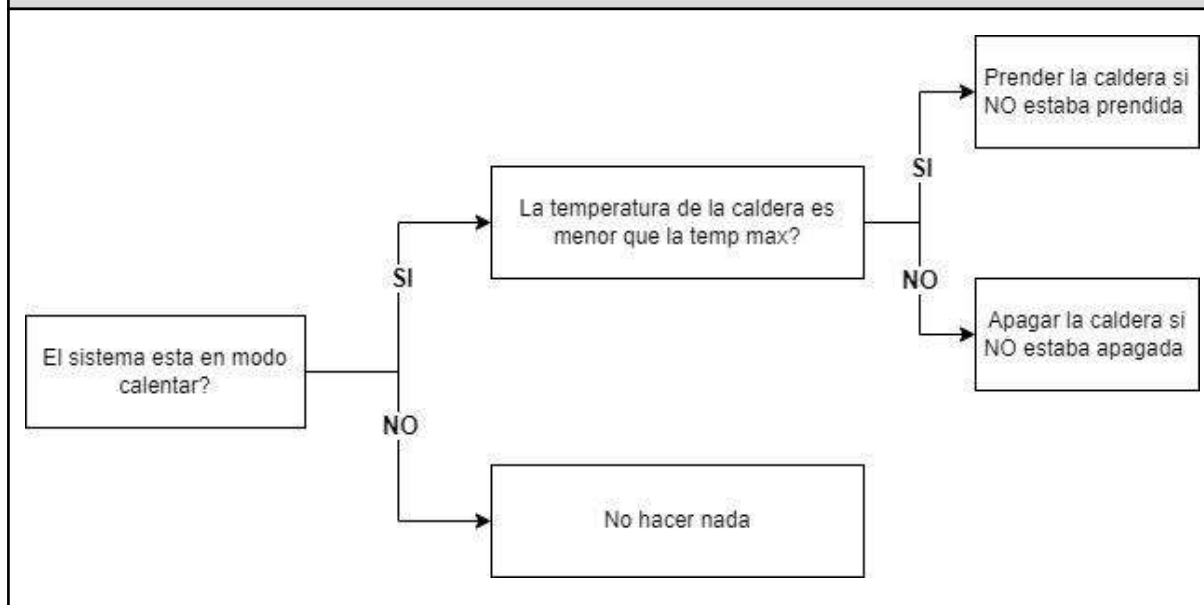 El sistema esta en modo
calentar?
SI
NO
La temperatura de la caldera es
menor que la temp max?
No hacer nada
SI
NO
Prender la caldera si
NO estaba prendida
Apagar la caldera si
NO estaba apagada